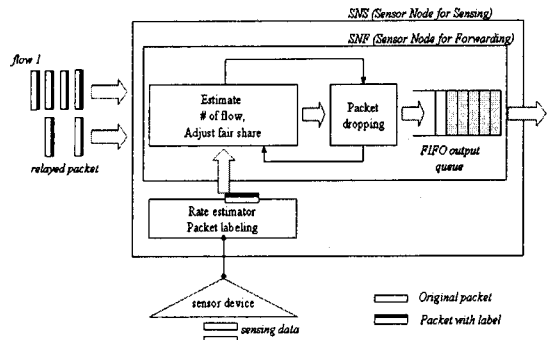 SNS (Sensor Node for Sensing)
SNF (Sensor Node for Forwarding)
flow 1
relayed packet
Estimate
# of flow,
Adjust fair share
Packet
dropping
FIFO output
queue
Rate estimator
Packet labeling
sensor device
sensing data
Original packet
Packet with label